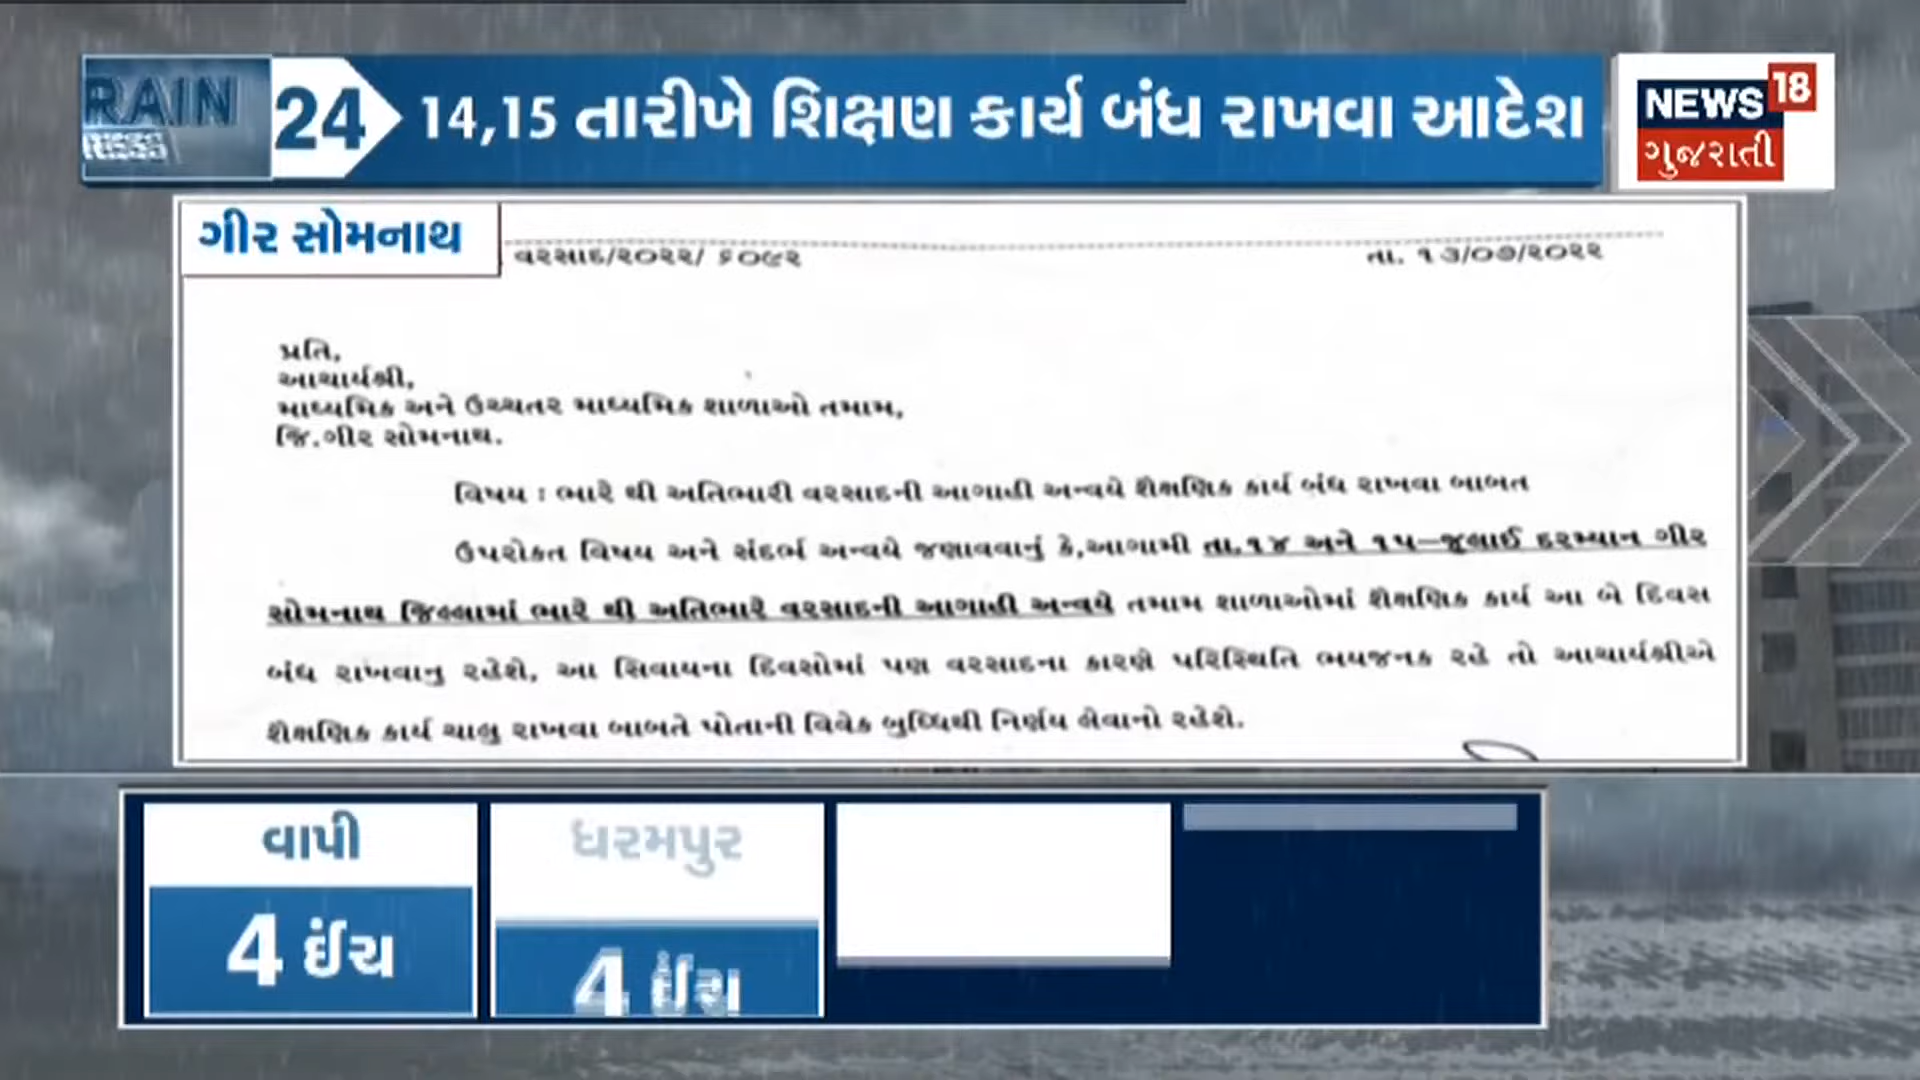 RAIN
24
14,15 તારીખે શિક્ષણ કાર્ય બંધ રાખવા આદેશ
NEWS 18
ગુજરાતી
ગીર સોમનાથ
વરસાદ/૨૦૨૨/ ૬૦૯૨
તા. ૧૩/૦૭/૨૦૨૨
પ્રતિ,
આચાર્યશ્રી,
માધ્યમિક અને ઉચ્ચતર માધ્યમિક શાળાઓ તમામ,
જિ.ગીર સોમનાથ.
વિષય : ભારે થી અતિભારી વરસાદની આગાહી અન્વયે શૈક્ષણિક કાર્ય બંધ રાખવા બાબત
ઉપરોક્ત વિષય અને સંદર્ભ અન્વયે જણાવવાનું કે,આગામી તા.૧૪ અને ૧૫–જૂલાઈ દરમ્યાન ગીર
સોમનાથ જિલ્લામાં ભારે થી અતિભારે વરસાદની આગાહી અન્વયે તમામ શાળાઓમાં શૈક્ષણિક કાર્ય આ બે દિવસ
બંધ રાખવાનુ રહેશે, આ સિવાયના દિવસોમાં પણ વરસાદના કારણે પરિસ્થિતિ ભયજનક રહે તો આચાર્યશ્રીએ
શૈક્ષણિક કાર્ય ચાલુ રાખવા બાબતે પોતાની વિવેક બુધ્ધિથી નિર્ણય લેવાનો રહેશે.
વાપી
4 ઈંચ
ધરમપુર
4 ઈંચ